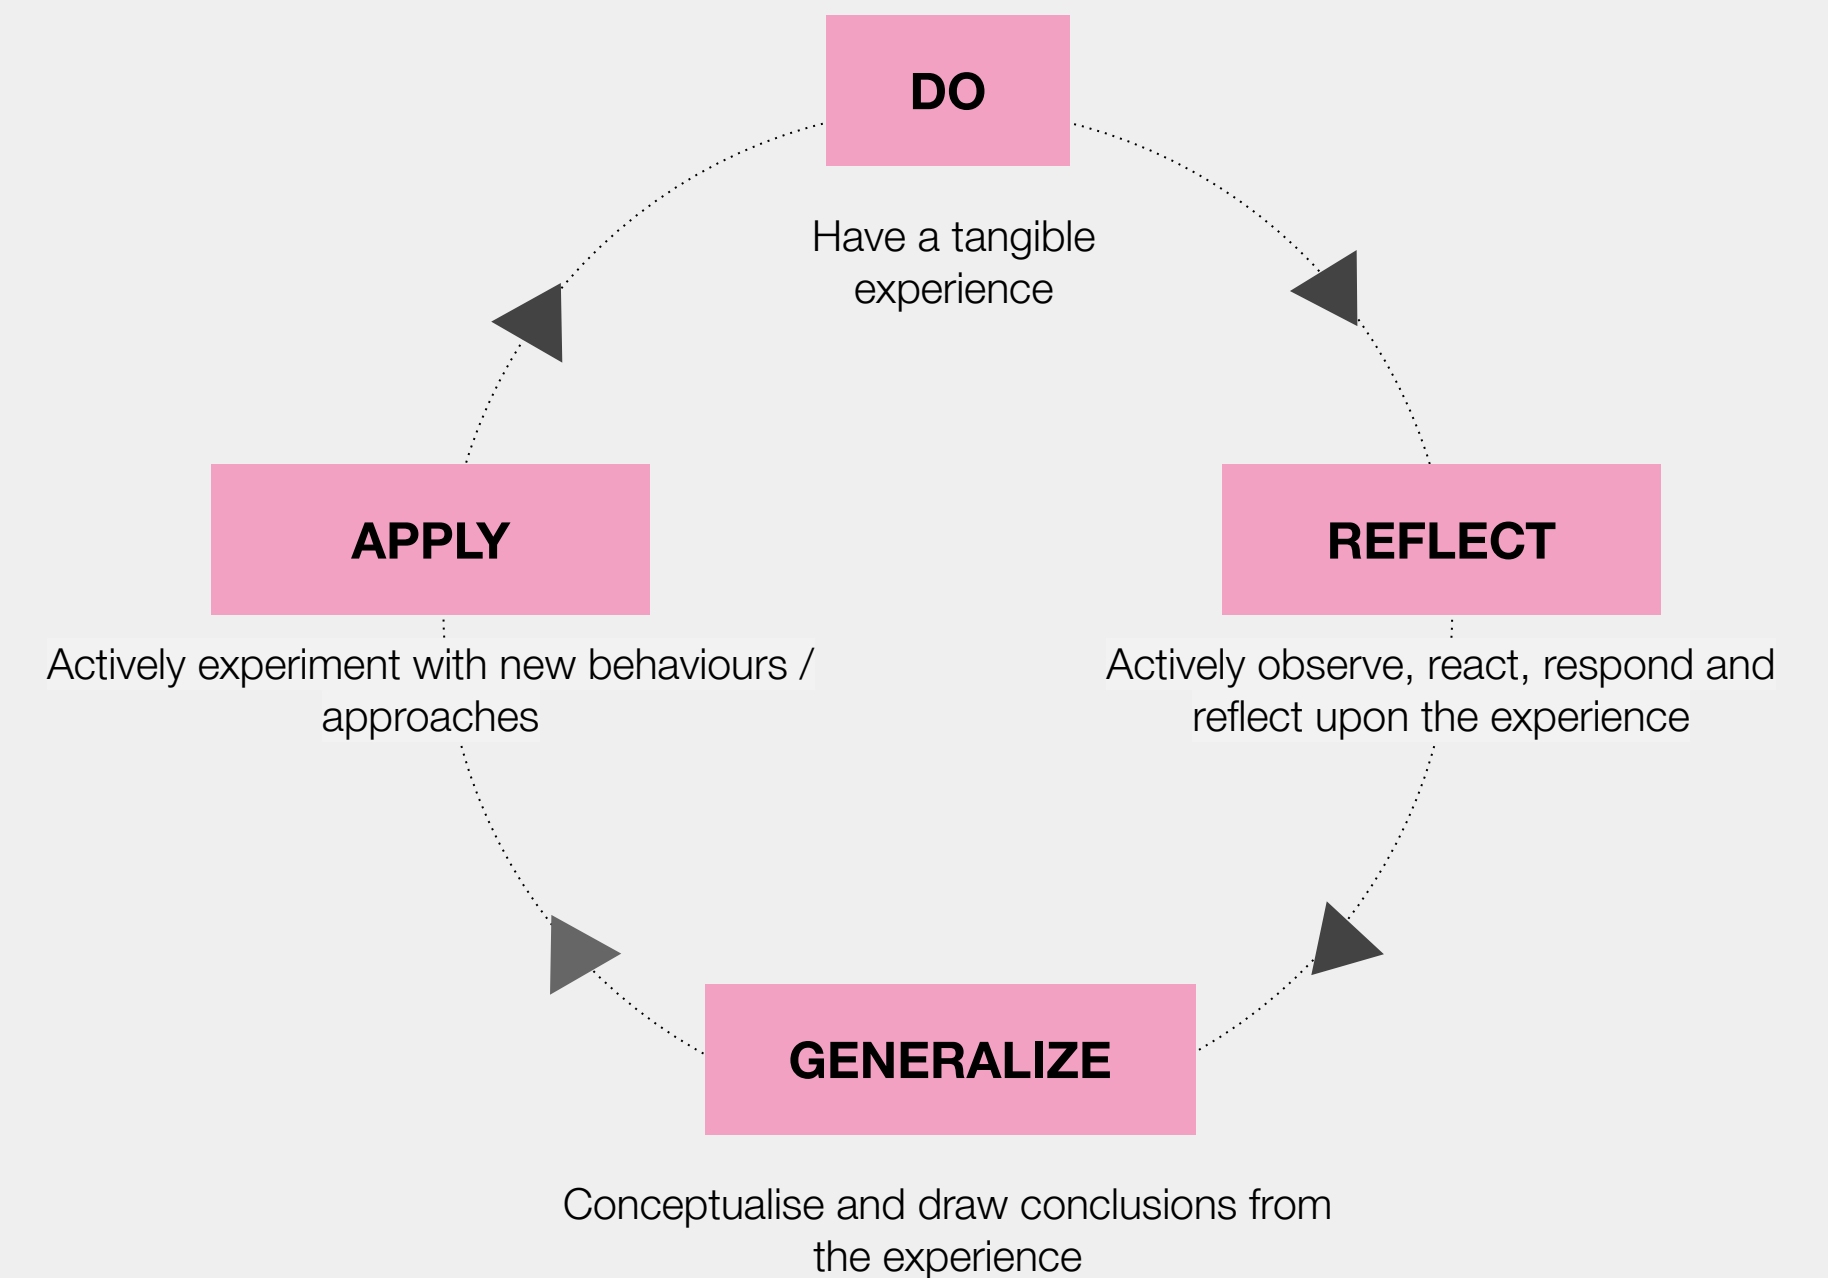 DO
Have a tangible
experience
APPLY
Actively experiment with new behaviours /
approaches
REFLECT
Actively observe, react, respond and
reflect upon the experience
GENERALIZE
Conceptualise and draw conclusions from
the experience